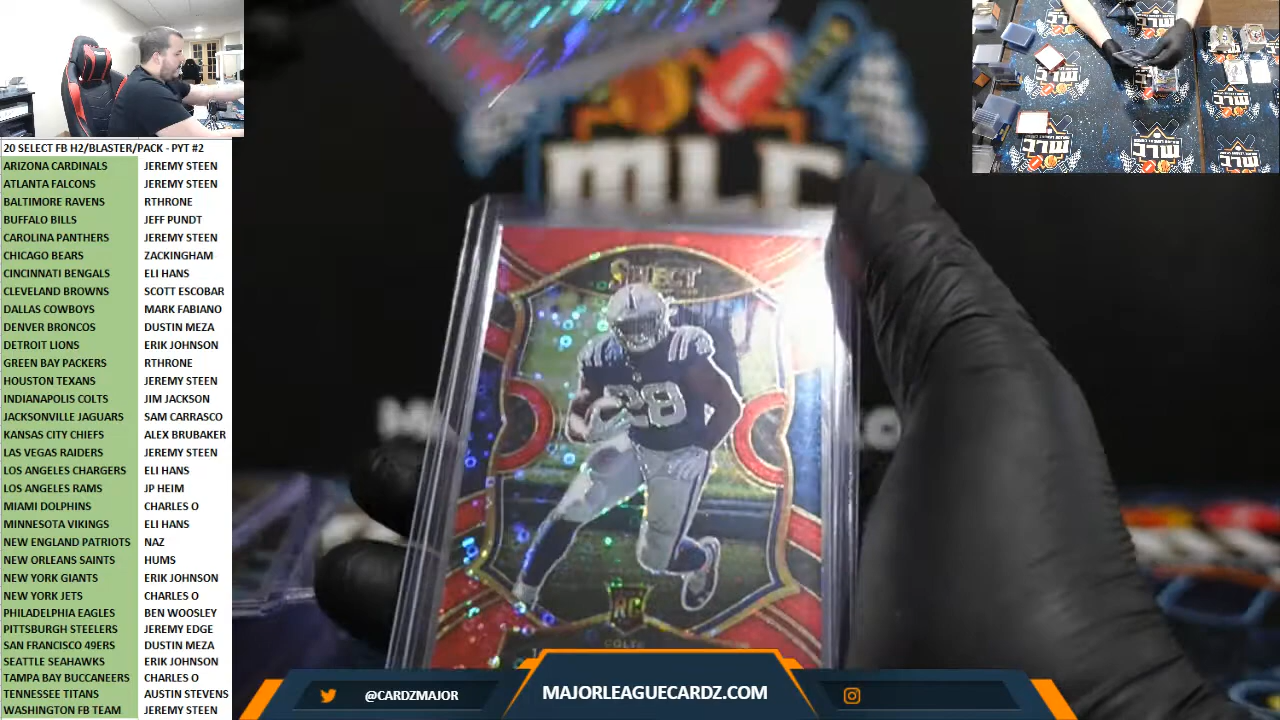 20 SELECT FB H2/BLASTER/PACK - PYT #2
ARIZONA CARDINALS JEREMY STEEN
ATLANTA FALCONS JEREMY STEEN
BALTIMORE RAVENS RTHRONE
BUFFALO BILLS JEFF PUNDT
CAROLINA PANTHERS JEREMY STEEN
CHICAGO BEARS ZACKINGHAM
CINCINNATI BENGALS ELI HANS
CLEVELAND BROWNS SCOTT ESCOBAR
DALLAS COWBOYS MARK FABIANO
DENVER BRONCOS DUSTIN MEZA
DETROIT LIONS ERIK JOHNSON
GREEN BAY PACKERS RTHRONE
HOUSTON TEXANS JEREMY STEEN
INDIANAPOLIS COLTS JIM JACKSON
JACKSONVILLE JAGUARS SAM CARRASCO
KANSAS CITY CHIEFS ALEX BRUBAKER
LAS VEGAS RAIDERS JEREMY STEEN
LOS ANGELES CHARGERS ELI HANS
LOS ANGELES RAMS JP HEIM
MIAMI DOLPHINS CHARLES O
MINNESOTA VIKINGS ELI HANS
NEW ENGLAND PATRIOTS NAZ
NEW ORLEANS SAINTS HUMS
NEW YORK GIANTS ERIK JOHNSON
NEW YORK JETS CHARLES O
PHILADELPHIA EAGLES BEN WOOSLEY
PITTSBURGH STEELERS JEREMY EDGE
SAN FRANCISCO 49ERS DUSTIN MEZA
SEATTLE SEAHAWKS ERIK JOHNSON
TAMPA BAY BUCCANEERS CHARLES O
TENNESSEE TITANS AUSTIN STEVENS
WASHINGTON FB TEAM JEREMY STEEN
MLC
SELECT
28
RC
COLTS
@CARDZMAJOR
MAJORLEAGUECARDZ.COM
MLC
MLC
MLC
MLC
MLC